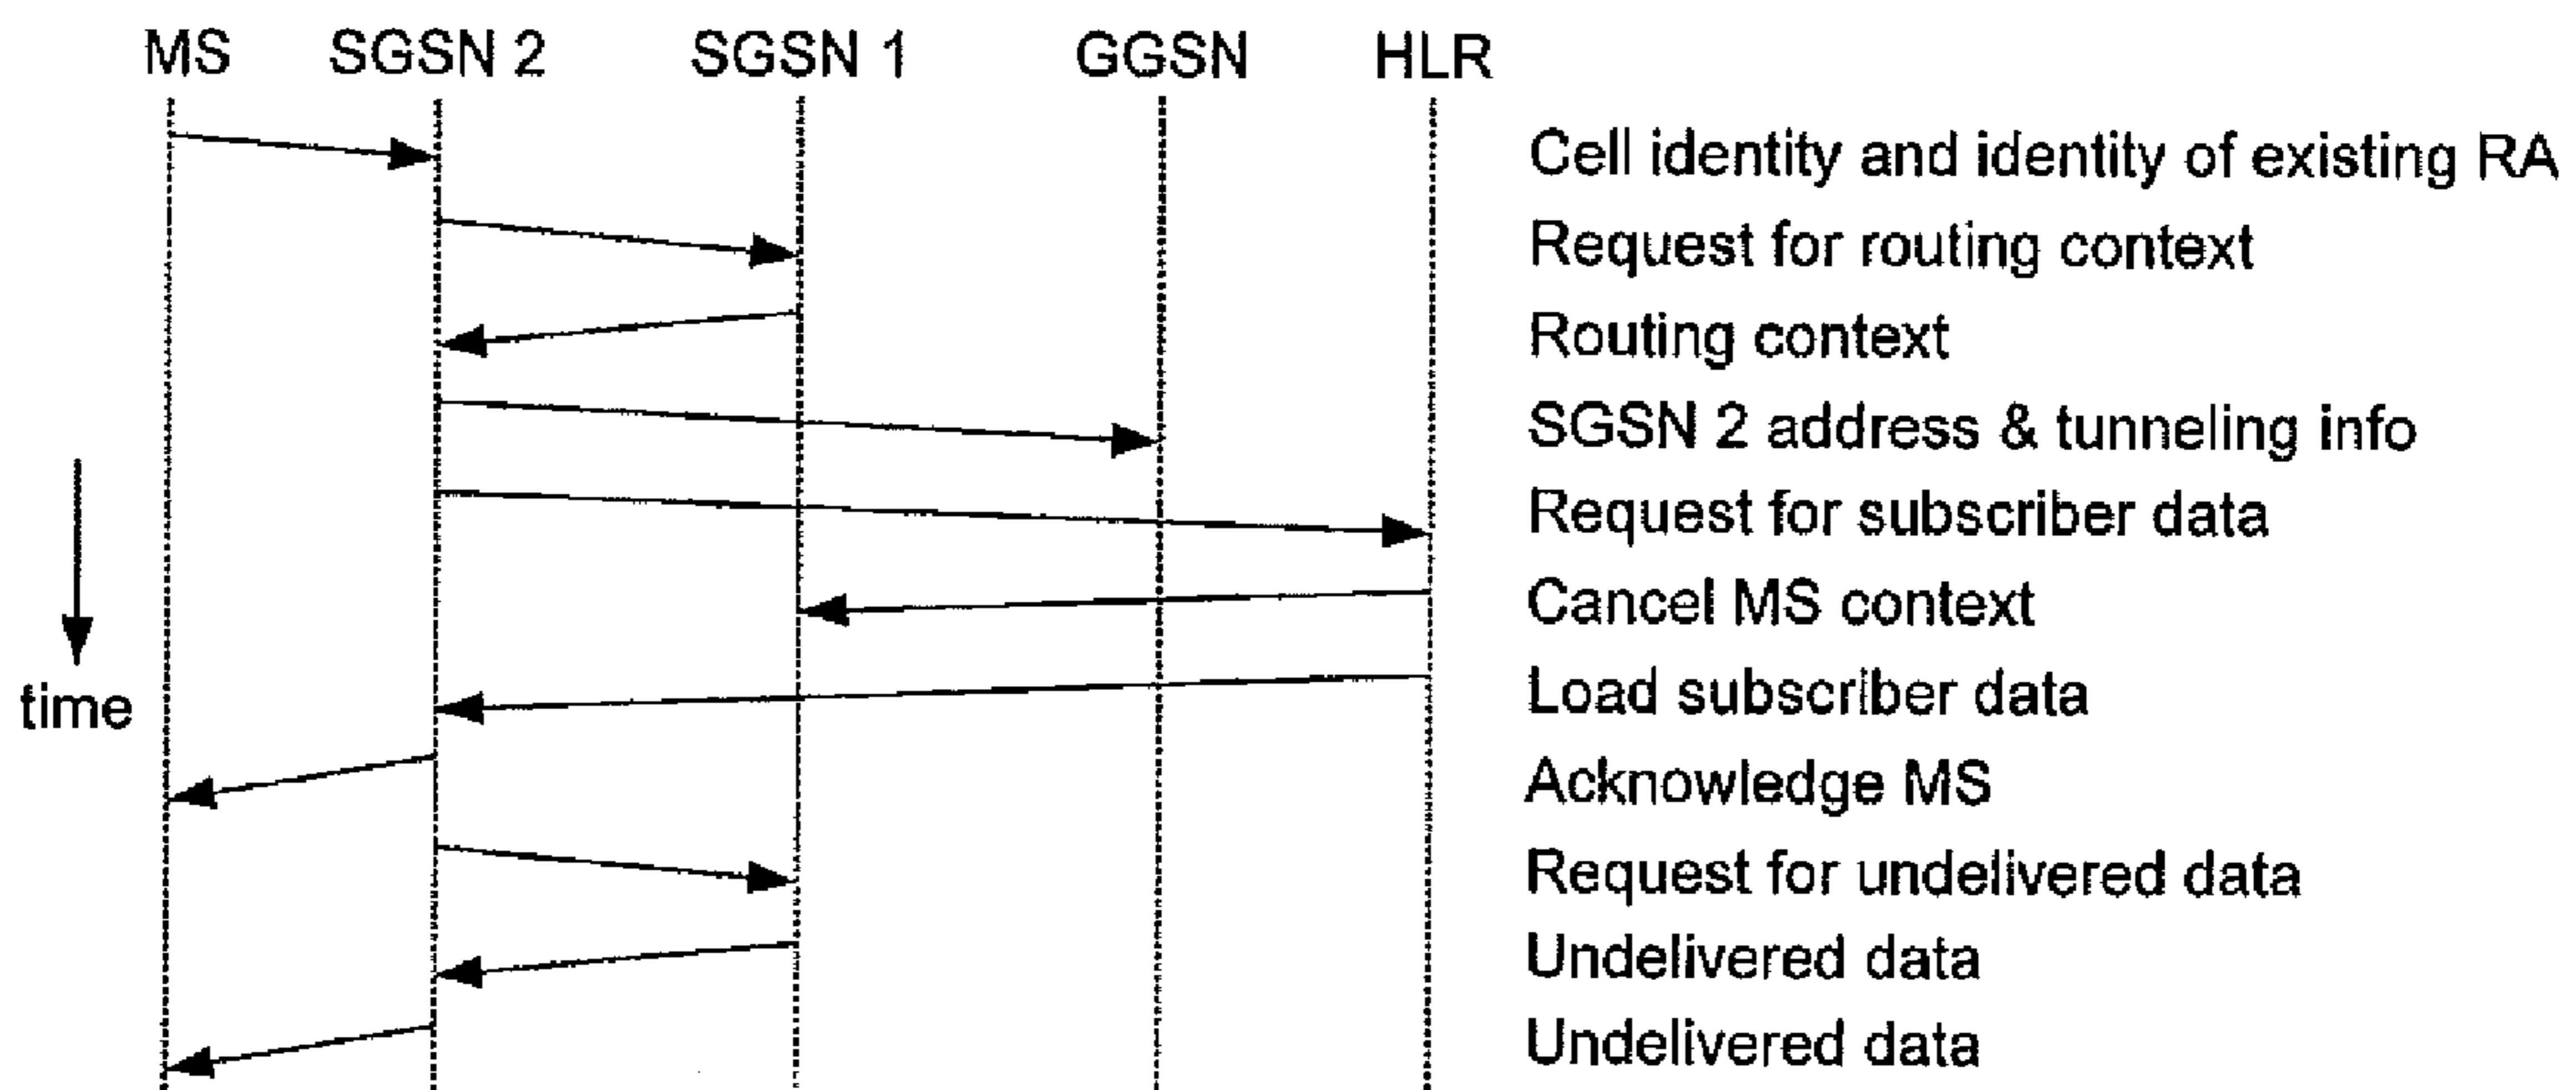 MS SGSN 2 SGSN 1 GGSN HLR
Cell identity and identity of existing RA
Request for routing context
Routing context
SGSN 2 address & tunneling info
Request for subscriber data
Cancel MS context
Load subscriber data
time
Acknowledge MS
Request for undelivered data
Undelivered data
Undelivered data